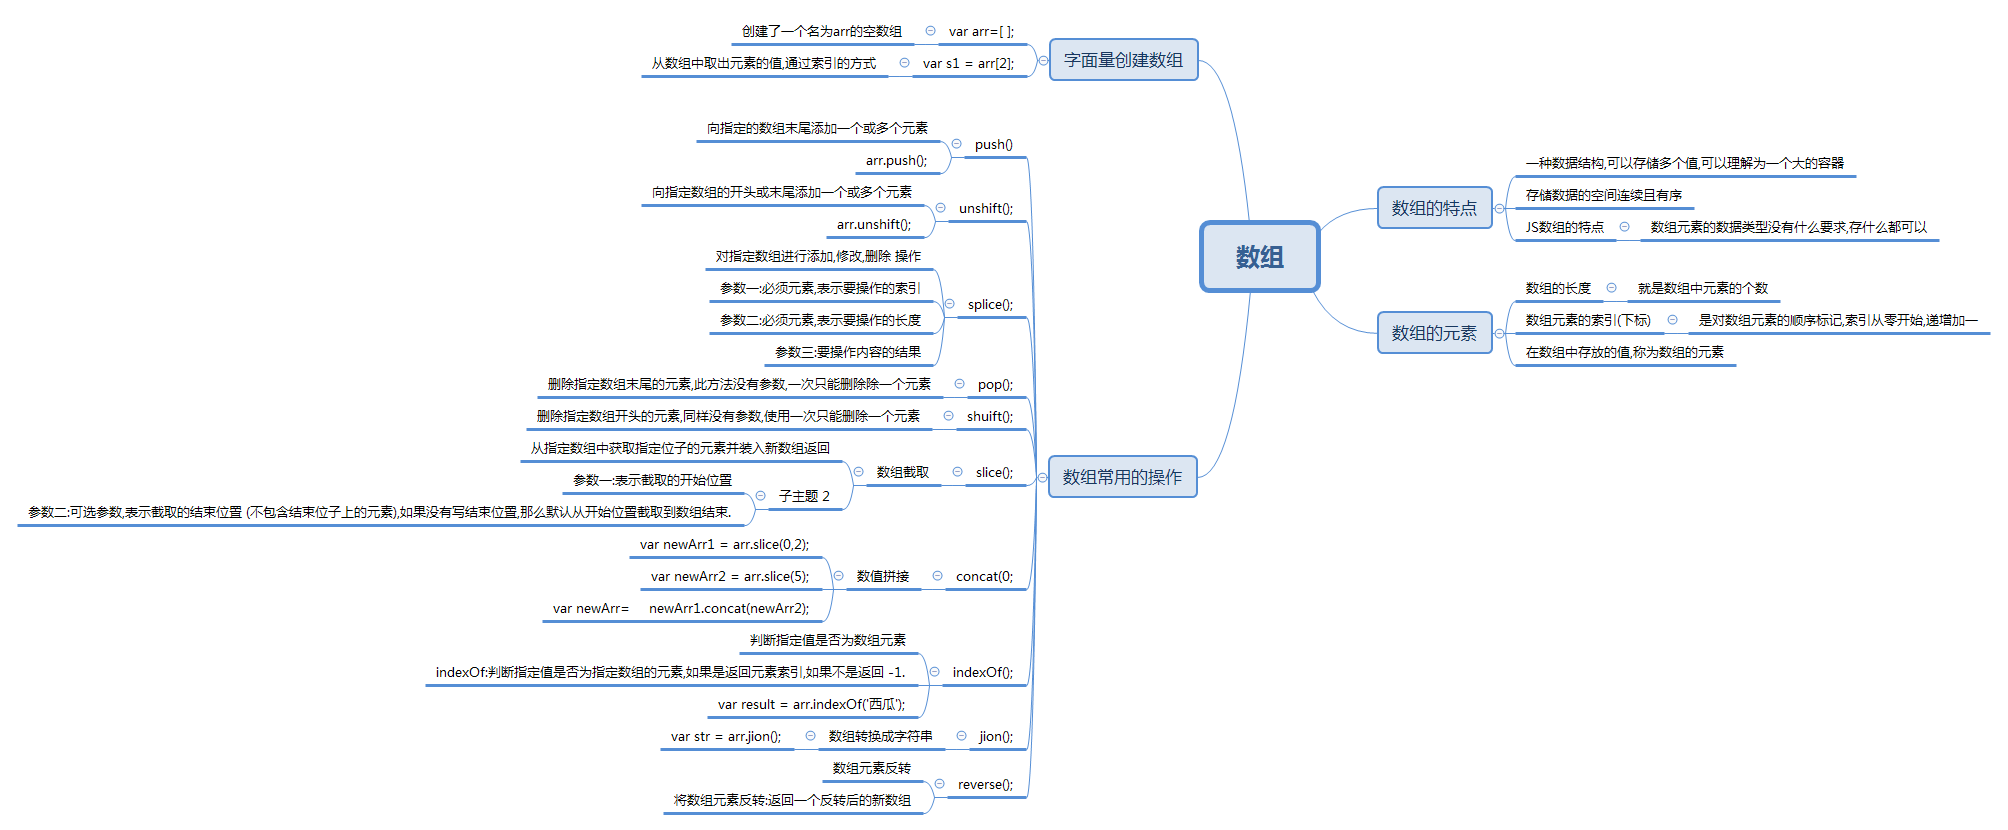 数组
数组的特点
一种数据结构,可以存储多个值,可以理解为一个大的容器
存储数据的空间连续且有序
JS数组的特点
数组元素的数据类型没有什么要求,存什么都可以
数组的元素
数组的长度
就是数组中元素的个数
数组元素的索引(下标)
是对数组元素的顺序标记,索引从零开始,递增加一
在数组中存放的值,称为数组的元素
字面量创建数组
var arr=[ ];
创建了一个名为arr的空数组
var s1 = arr[2];
从数组中取出元素的值,通过索引的方式
数组常用的操作
push()
向指定的数组末尾添加一个或多个元素
arr.push();
unshift();
向指定数组的开头或末尾添加一个或多个元素
arr.unshift();
splice();
对指定数组进行添加,修改,删除 操作
参数一:必须元素,表示要操作的索引
参数二:必须元素,表示要操作的长度
参数三:要操作内容的结果
pop();
删除指定数组末尾的元素,此方法没有参数,一次只能删除除一个元素
shuift();
删除指定数组开头的元素,同样没有参数,使用一次只能删除一个元素
slice();
数组截取
从指定数组中获取指定位子的元素并装入新数组返回
子主题 2
参数一:表示截取的开始位置
参数二:可选参数,表示截取的结束位置 (不包含结束位子上的元素),如果没有写结束位置,那么默认从开始位置截取到数组结束.
concat(0;
数值拼接
var newArr1 = arr.slice(0,2);
var newArr2 = arr.slice(5);
var newArr= newArr1.concat(newArr2);
indexOf();
判断指定值是否为数组元素
indexOf:判断指定值是否为指定数组的元素,如果是返回元素索引,如果不是返回 -1.
var result = arr.indexOf('西瓜');
jion();
数组转换成字符串
var str = arr.jion();
reverse();
数组元素反转
将数组元素反转:返回一个反转后的新数组